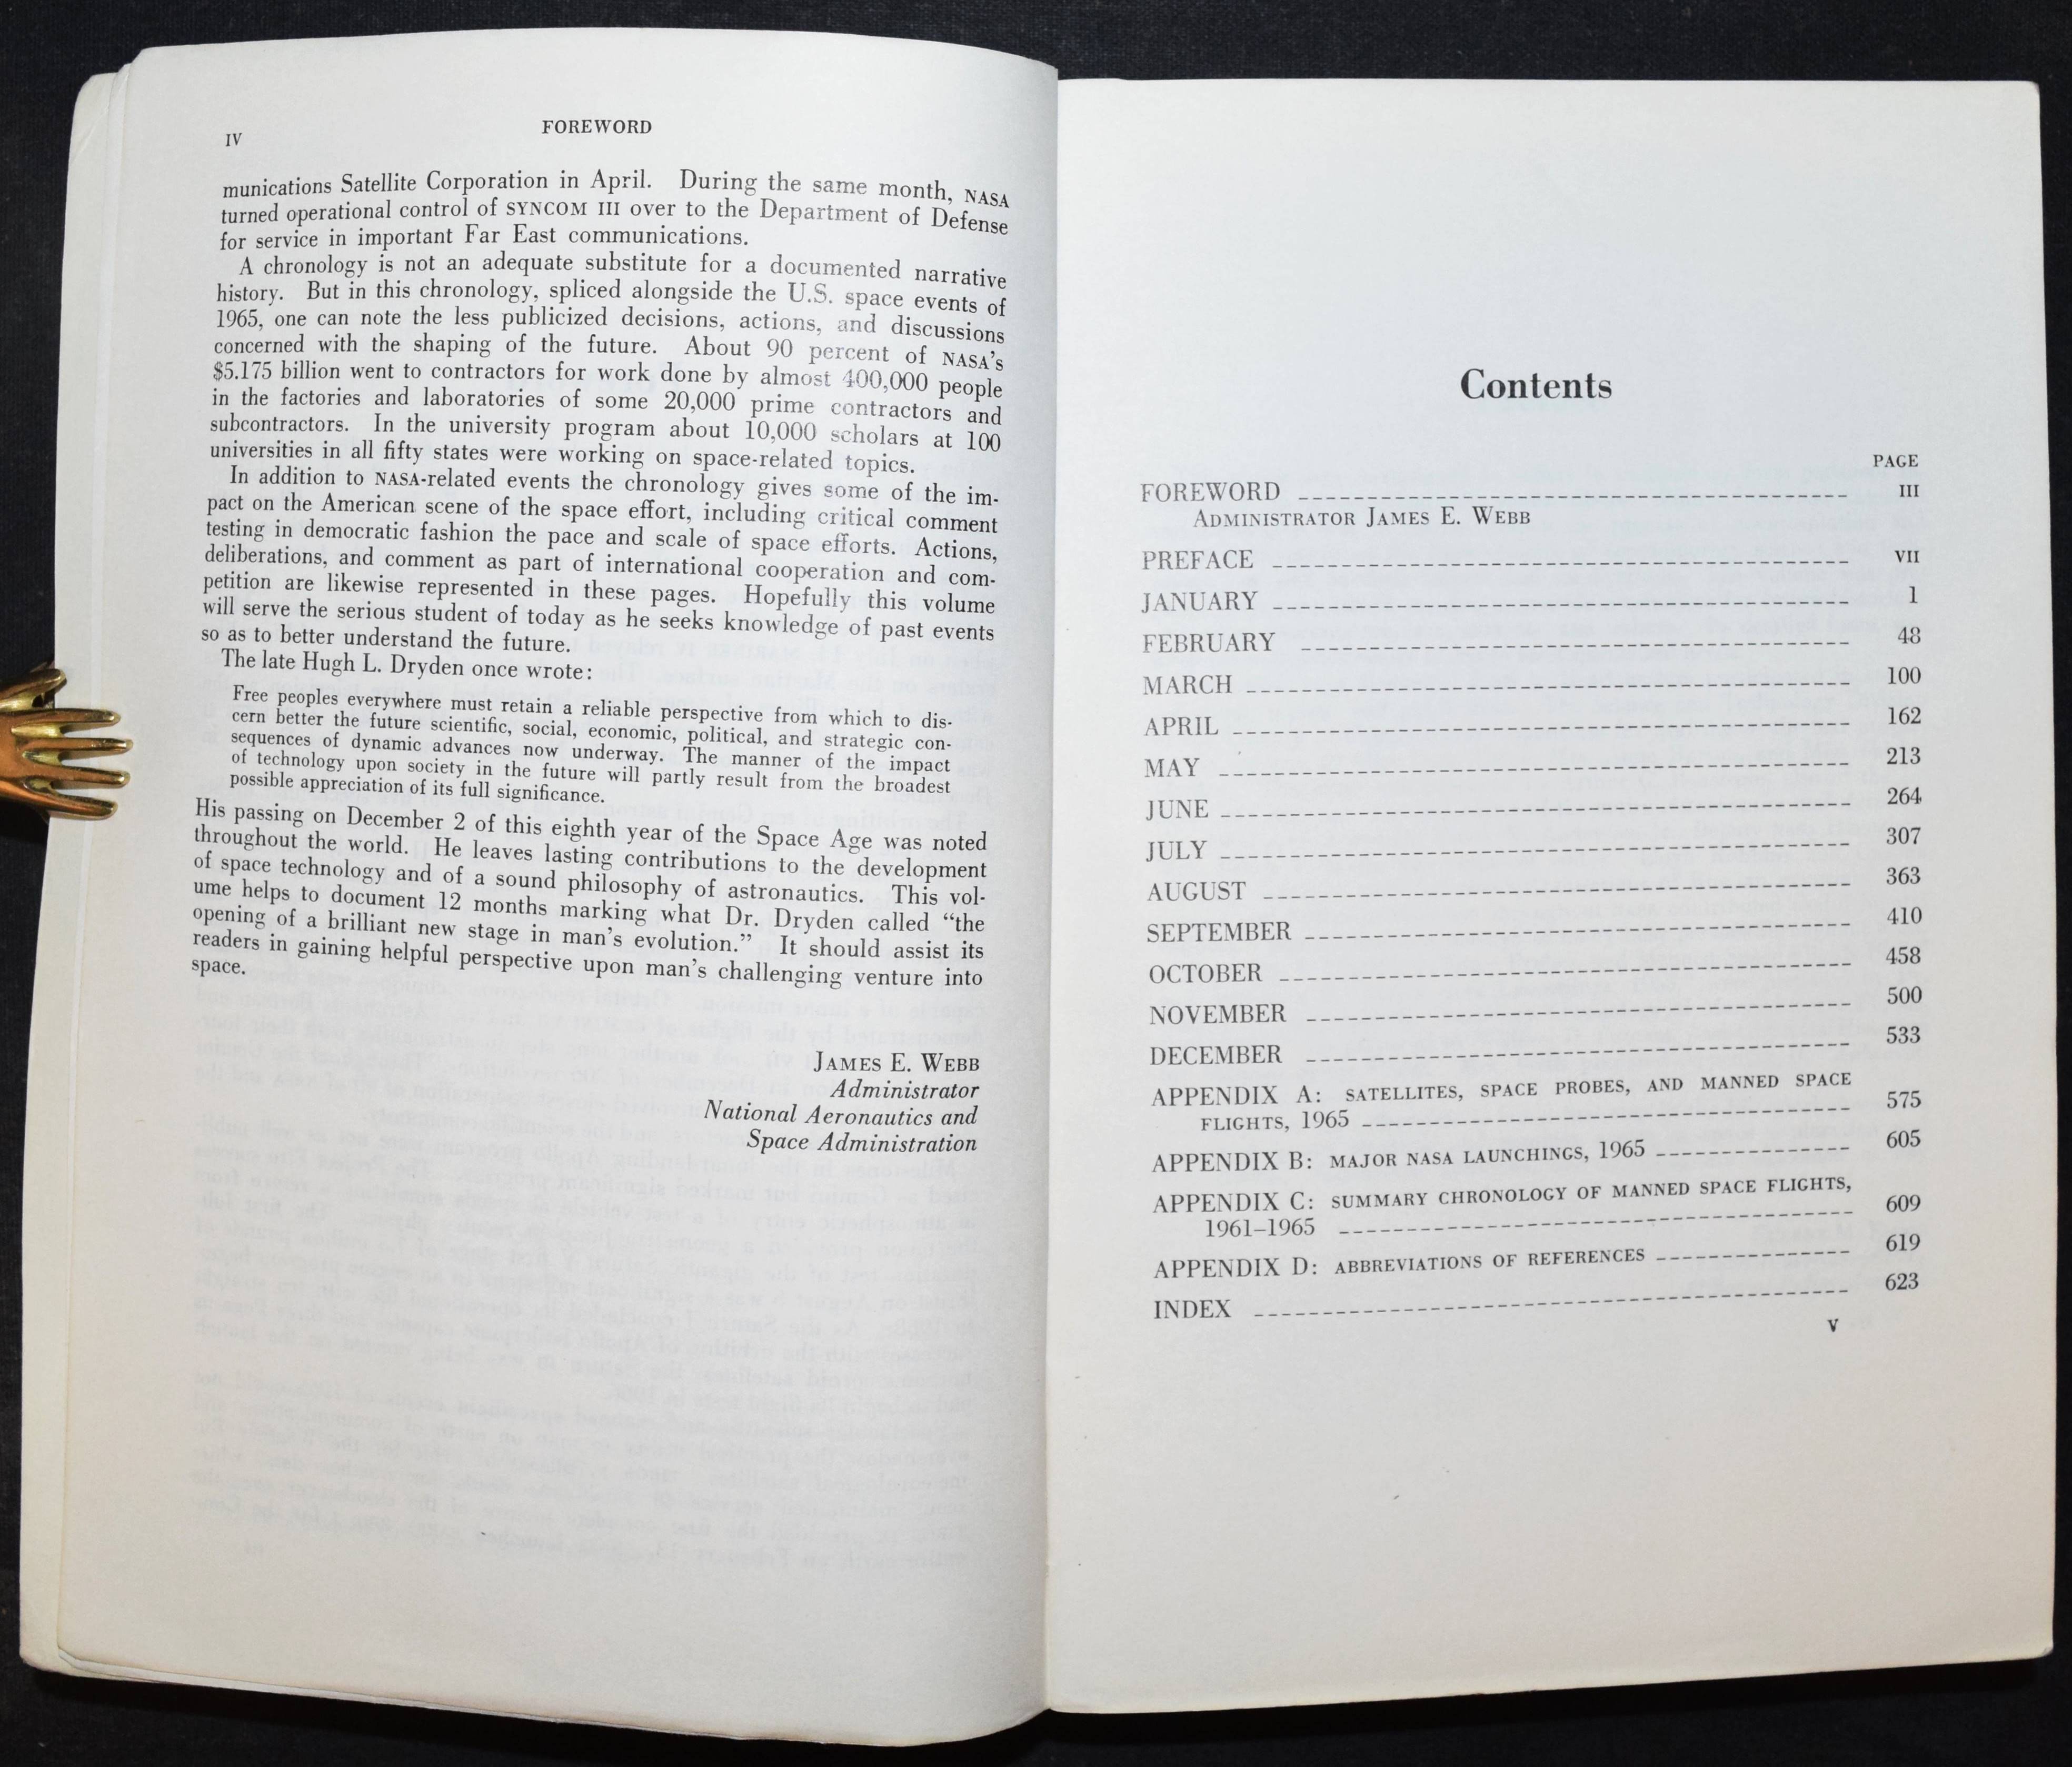 IV
FOREWORD
munications Satellite Corporation in April. During the same month, NASA
turned operational control of SYNCOM III over to the Department of Defense
for service in important Far East communications.
A chronology is not an adequate substitute for a documented narrative
history. But in this chronology, spliced alongside the U.S. space events of
1965, one can note the less publicized decisions, actions, and discussions
concerned with the shaping of the future. About 90 percent of NASA's
$5.175 billion went to contractors for work done by almost 400,000 people
in the factories and laboratories of some 20,000 prime contractors and
subcontractors. In the university program about 10,000 scholars at 100
universities in all fifty states were working on space-related topics.
In addition to NASA-related events the chronology gives some of the im-
pact on the American scene of the space effort, including critical comment
testing in democratic fashion the pace and scale of space efforts. Actions,
deliberations, and comment as part of international cooperation and com-
petition are likewise represented in these pages. Hopefully this volume
will serve the serious student of today as he seeks knowledge of past events
so as to better understand the future.
The late Hugh L. Dryden once wrote:
Free peoples everywhere must retain a reliable perspective from which to dis-
cern better the future scientific, social, economic, political, and strategic con-
sequences of dynamic advances now underway. The manner of the impact
of technology upon society in the future will partly result from the broadest
possible appreciation of its full significance.
His passing on December 2 of this eighth year of the Space Age was noted
throughout the world. He leaves lasting contributions to the development
of space technology and of a sound philosophy of astronautics. This vol-
ume helps to document 12 months marking what Dr. Dryden called “the
opening of a brilliant new stage in man's evolution.” It should assist its
readers in gaining helpful perspective upon man's challenging venture into
space.
JAMES E. WEBB
Administrator
National Aeronautics and
Space Administration
Contents
PAGE
FOREWORD III
ADMINISTRATOR JAMES E. WEBB
PREFACE VII
JANUARY 1
FEBRUARY 48
MARCH 100
APRIL 162
MAY 213
JUNE 264
JULY 307
AUGUST 363
SEPTEMBER 410
OCTOBER 458
NOVEMBER 500
DECEMBER 533
APPENDIX A: SATELLITES, SPACE PROBES, AND MANNED SPACE
FLIGHTS, 1965 575
APPENDIX B: MAJOR NASA LAUNCHINGS, 1965 605
APPENDIX C: SUMMARY CHRONOLOGY OF MANNED SPACE FLIGHTS,
1961–1965 609
APPENDIX D: ABBREVIATIONS OF REFERENCES 619
INDEX 623
V